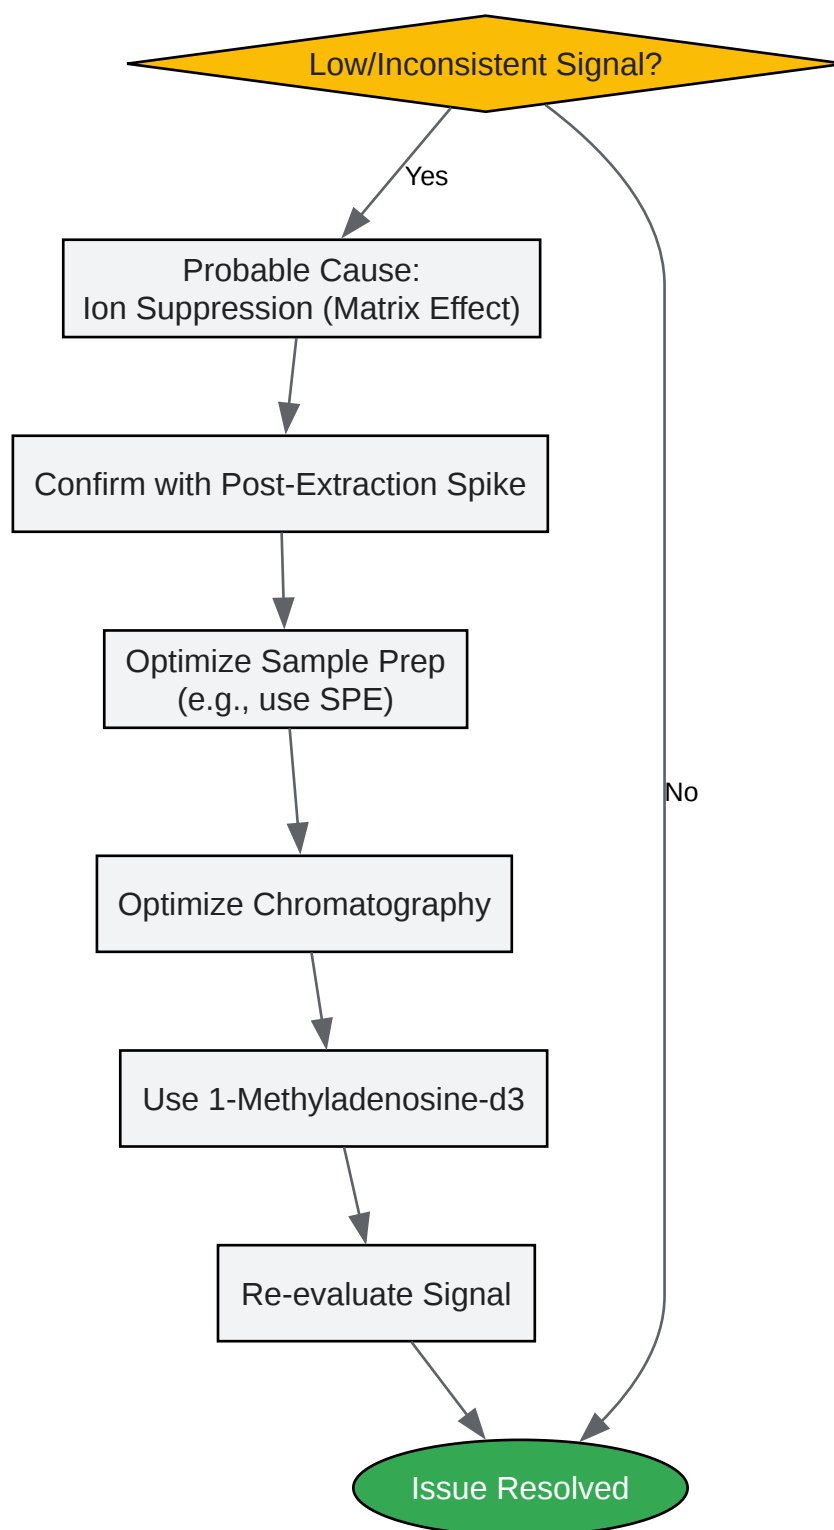 Low/Inconsistent Signal?
Yes
Probable Cause:
Ion Suppression (Matrix Effect)
Confirm with Post-Extraction Spike
Optimize Sample Prep
(e.g., use SPE)
No
Optimize Chromatography
Use 1-Methyladenosine-d3
Re-evaluate Signal
Issue Resolved